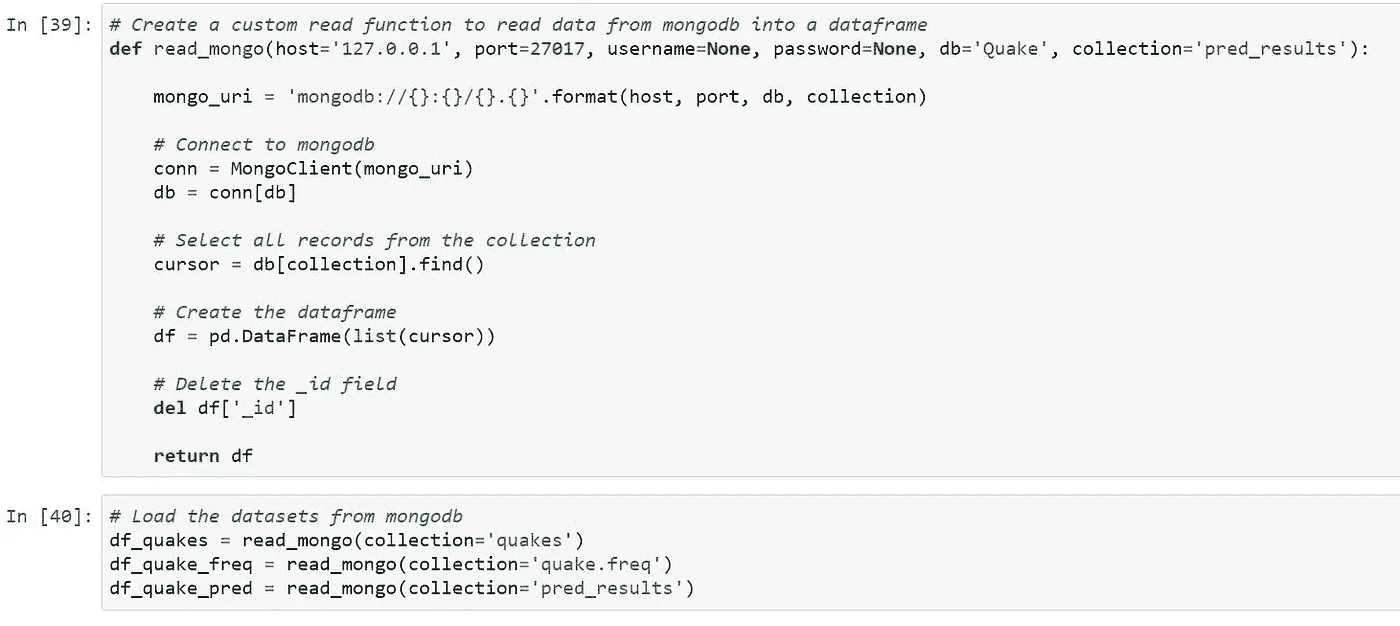 In [39]: # Create a custom read function to read data from mongodb into a dataframe
def read_mongo(host='127.0.0.1', port=27017, username=None, password=None, db='Quake', collection='pred_results'):
mongo_uri = 'mongodb://{}:{}/{}.{}'.format(host, port, db, collection)
# Connect to mongodb
conn = MongoClient(mongo_uri)
db = conn[db]
# Select all records from the collection
cursor = db[collection].find()
# Create the dataframe
df = pd.DataFrame(list(cursor))
# Delete the _id field
del df['_id']
return df
In [40]: # Load the datasets from mongodb
df_quakes = read_mongo(collection='quakes')
df_quake_freq = read_mongo(collection='quake.freq')
df_quake_pred = read_mongo(collection='pred_results')